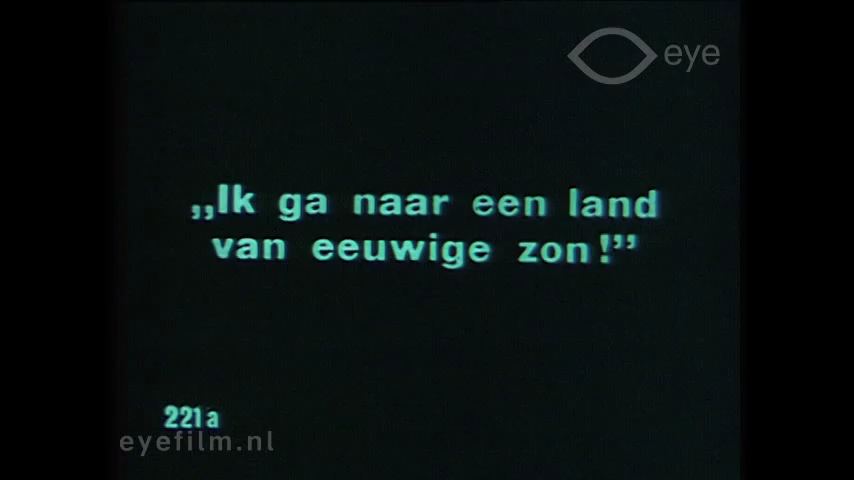 eye
„Ik ga naar een land
van eeuwige zon!”
221a
eyefilm.nl